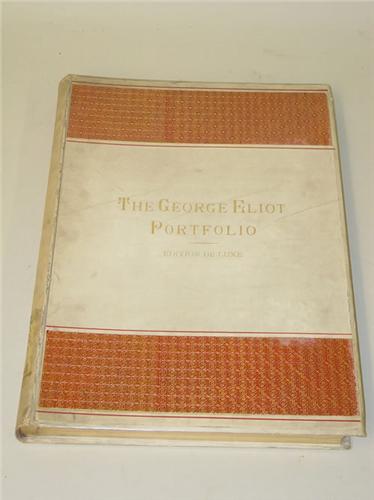 THE GEORGE ELIOT
PORTFOLIO
EDITION DE LUXE